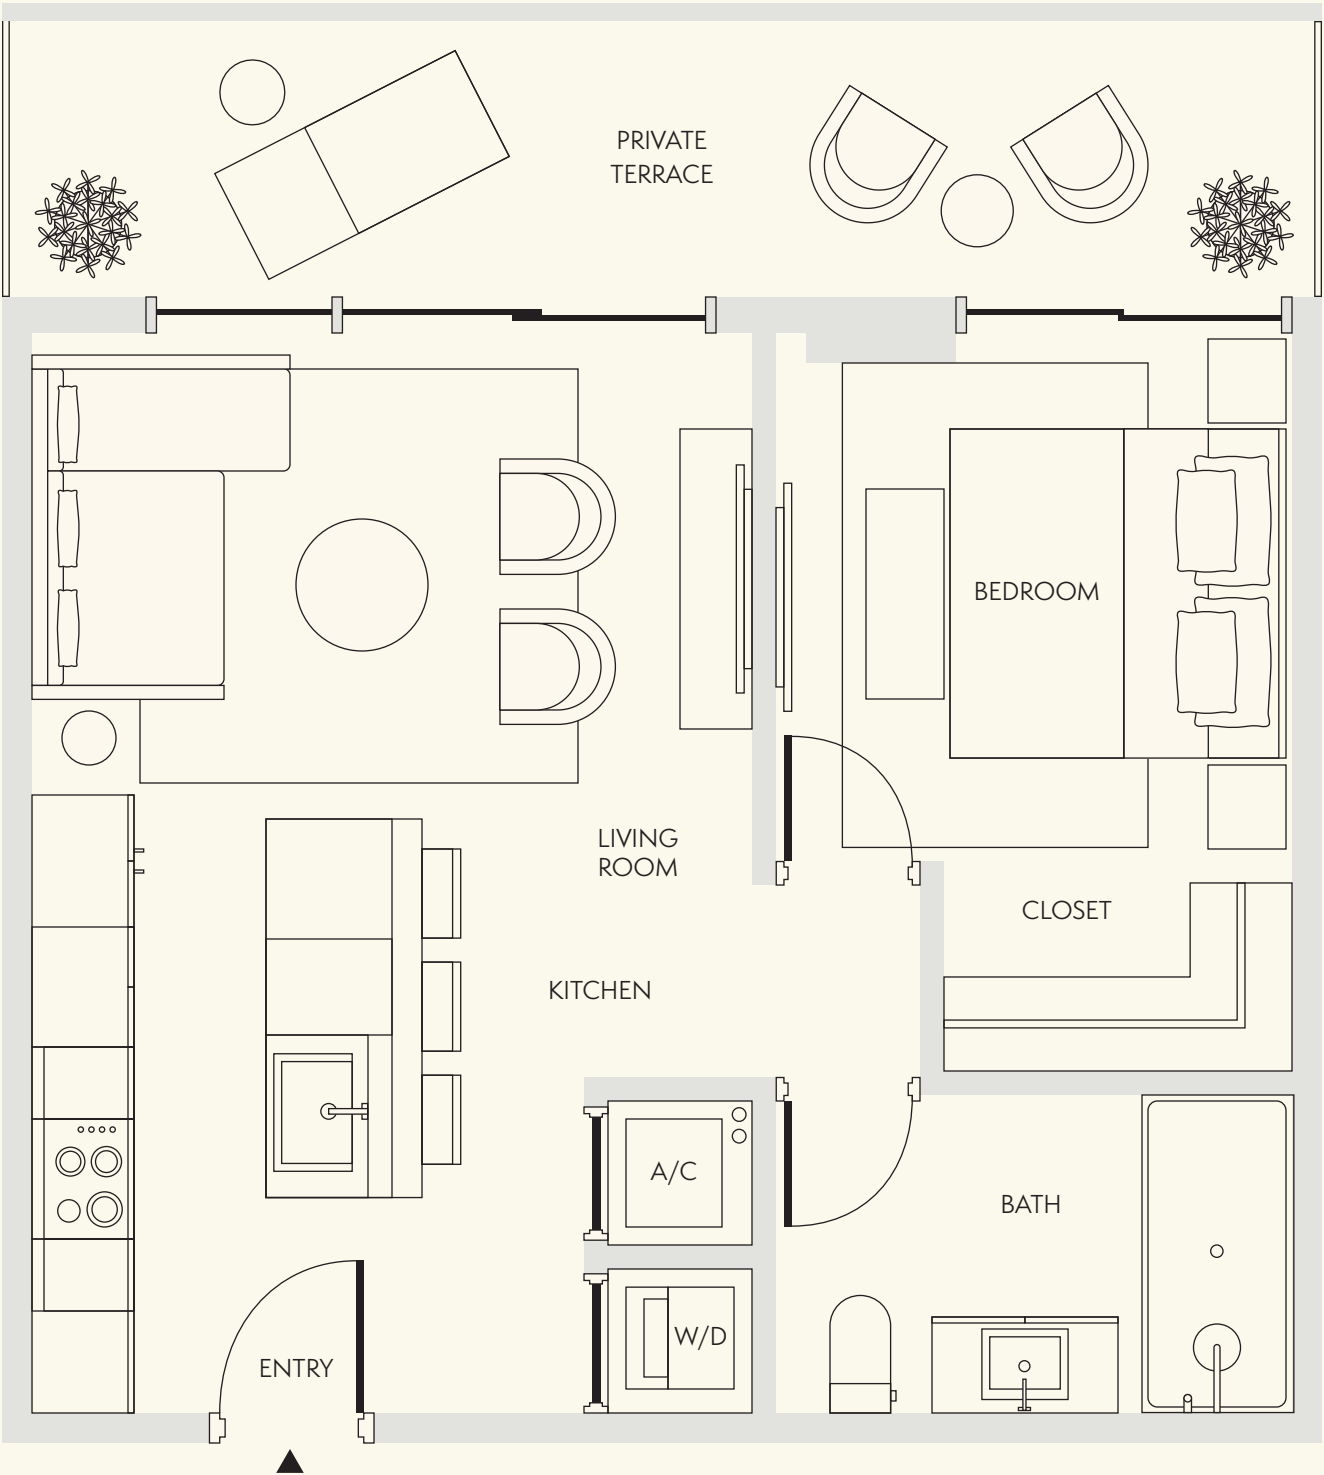 PRIVATE
TERRACE
BEDROOM
LIVING
ROOM
CLOSET
KITCHEN
A/C
BATH
W/D
ENTRY